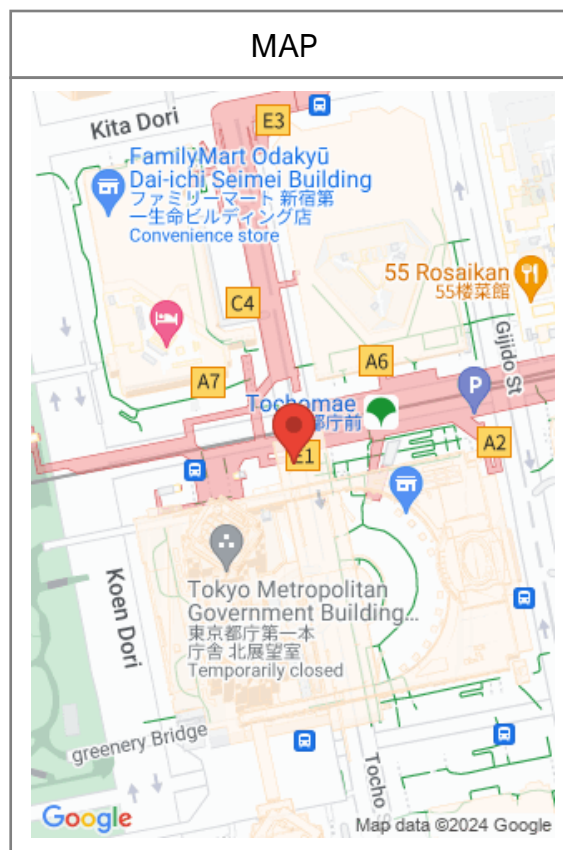 MAP
Kita Dori
E3
FamilyMart Odakyū
Dai-ichi Seimei Building
ファミリーマート 新宿第
一生命ビルディング店
Convenience store
55 Rosaikan
55楼菜館
C4
Gijido St
A7
A6
P
Tochomae
都庁前
E1
A2
Koen Dori
Tokyo Metropolitan
Government Building...
東京都庁第一本
庁舎 北展望室
Temporarily closed
greenery Bridge
Tocho
Google
Map data ©2024 Google